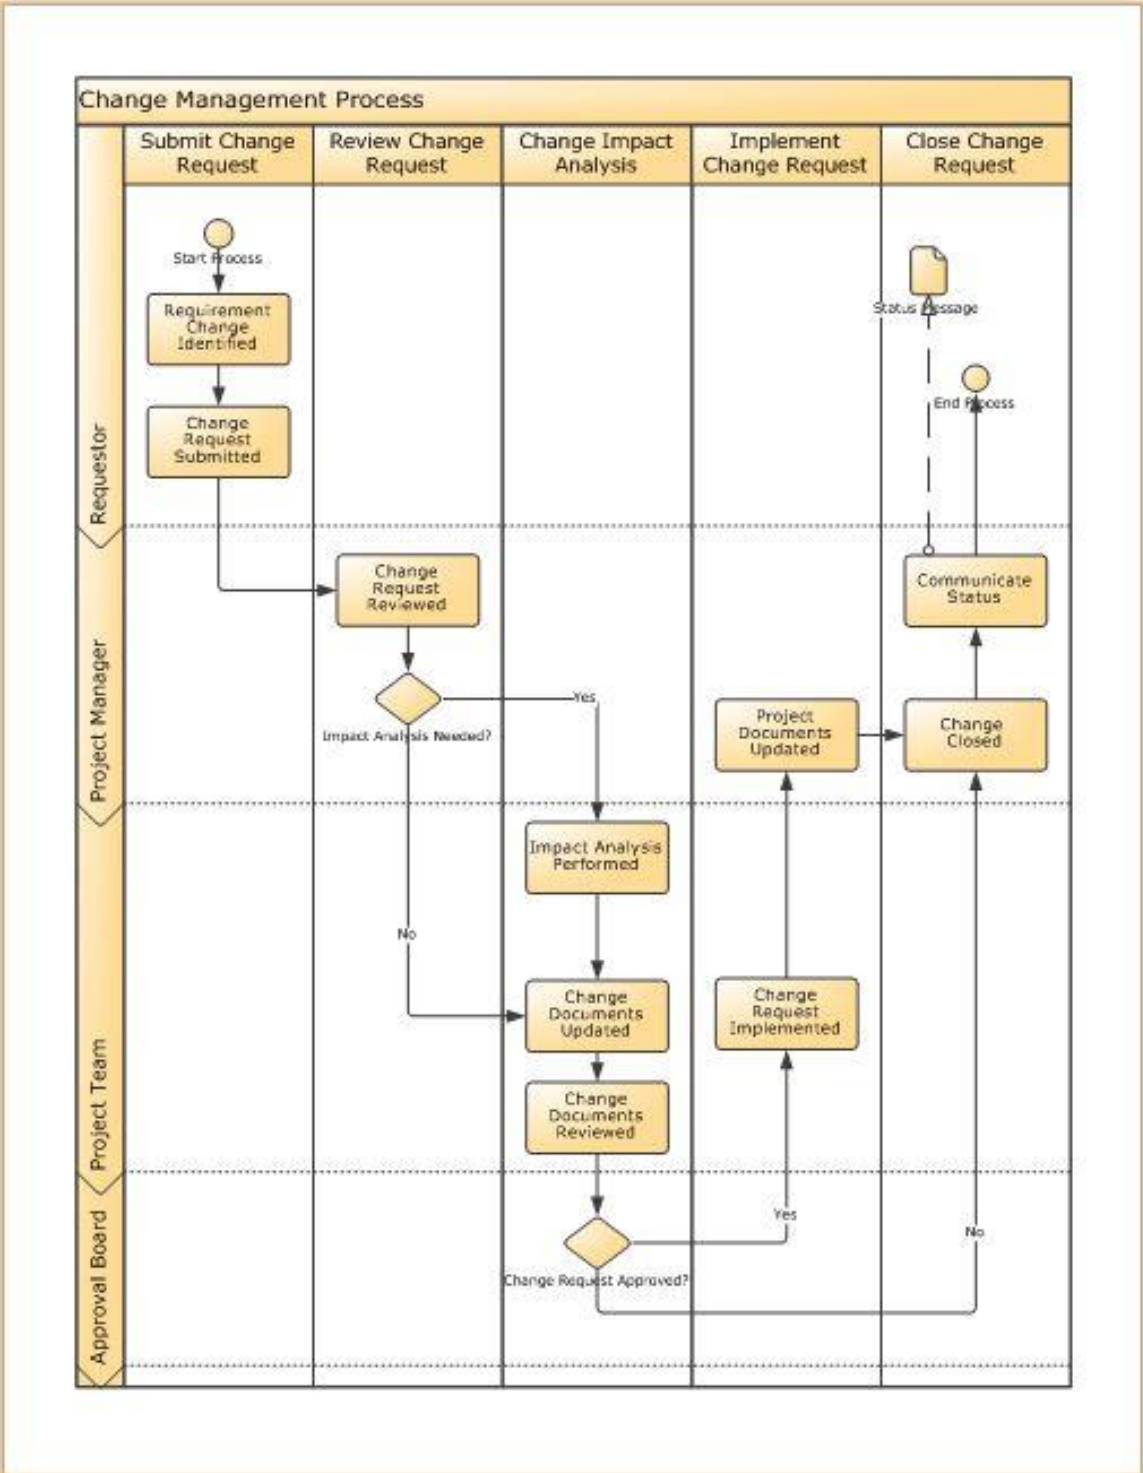 Change Management Process
Submit Change
Request
Review Change
Request
Change Impact
Analysis
Implement
Change Request
Close Change
Request
Requestor
Start Process
Requirement
Change
Identified
Change
Request
Submitted
Status Message
End Process
Project Manager
Change
Request
Reviewed
Impact Analysis Needed?
Yes
Project
Documents
Updated
Communicate
Status
Change
Closed
Project Team
Impact Analysis
Performed
No
Change
Documents
Updated
Change
Documents
Reviewed
Change
Request
Implemented
Approval Board
Change Request Approved?
Yes
No